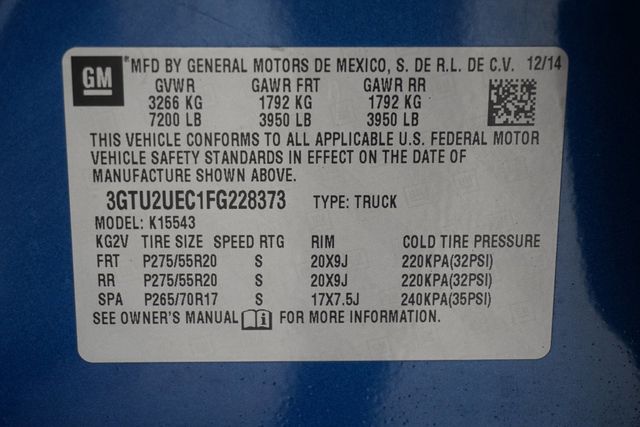 GM
*MFD BY GENERAL MOTORS DE MEXICO, S. DE R.L. DE C.V. 12/14
GVWR GAWR FRT GAWR RR
3266 KG 1792 KG 1792 KG
7200 LB 3950 LB 3950 LB
THIS VEHICLE CONFORMS TO ALL APPLICABLE U.S. FEDERAL MOTOR
VEHICLE SAFETY STANDARDS IN EFFECT ON THE DATE OF
MANUFACTURE SHOWN ABOVE.
3GTU2UEC1FG228373 TYPE: TRUCK
MODEL: K15543
KG2V TIRE SIZE SPEED RTG RIM COLD TIRE PRESSURE
FRT P275/55R20 S 20X9J 220KPA(32PSI)
RR P275/55R20 S 20X9J 220KPA(32PSI)
SPA P265/70R17 S 17X7.5J 240KPA(35PSI)
SEE OWNER'S MANUAL i FOR MORE INFORMATION.